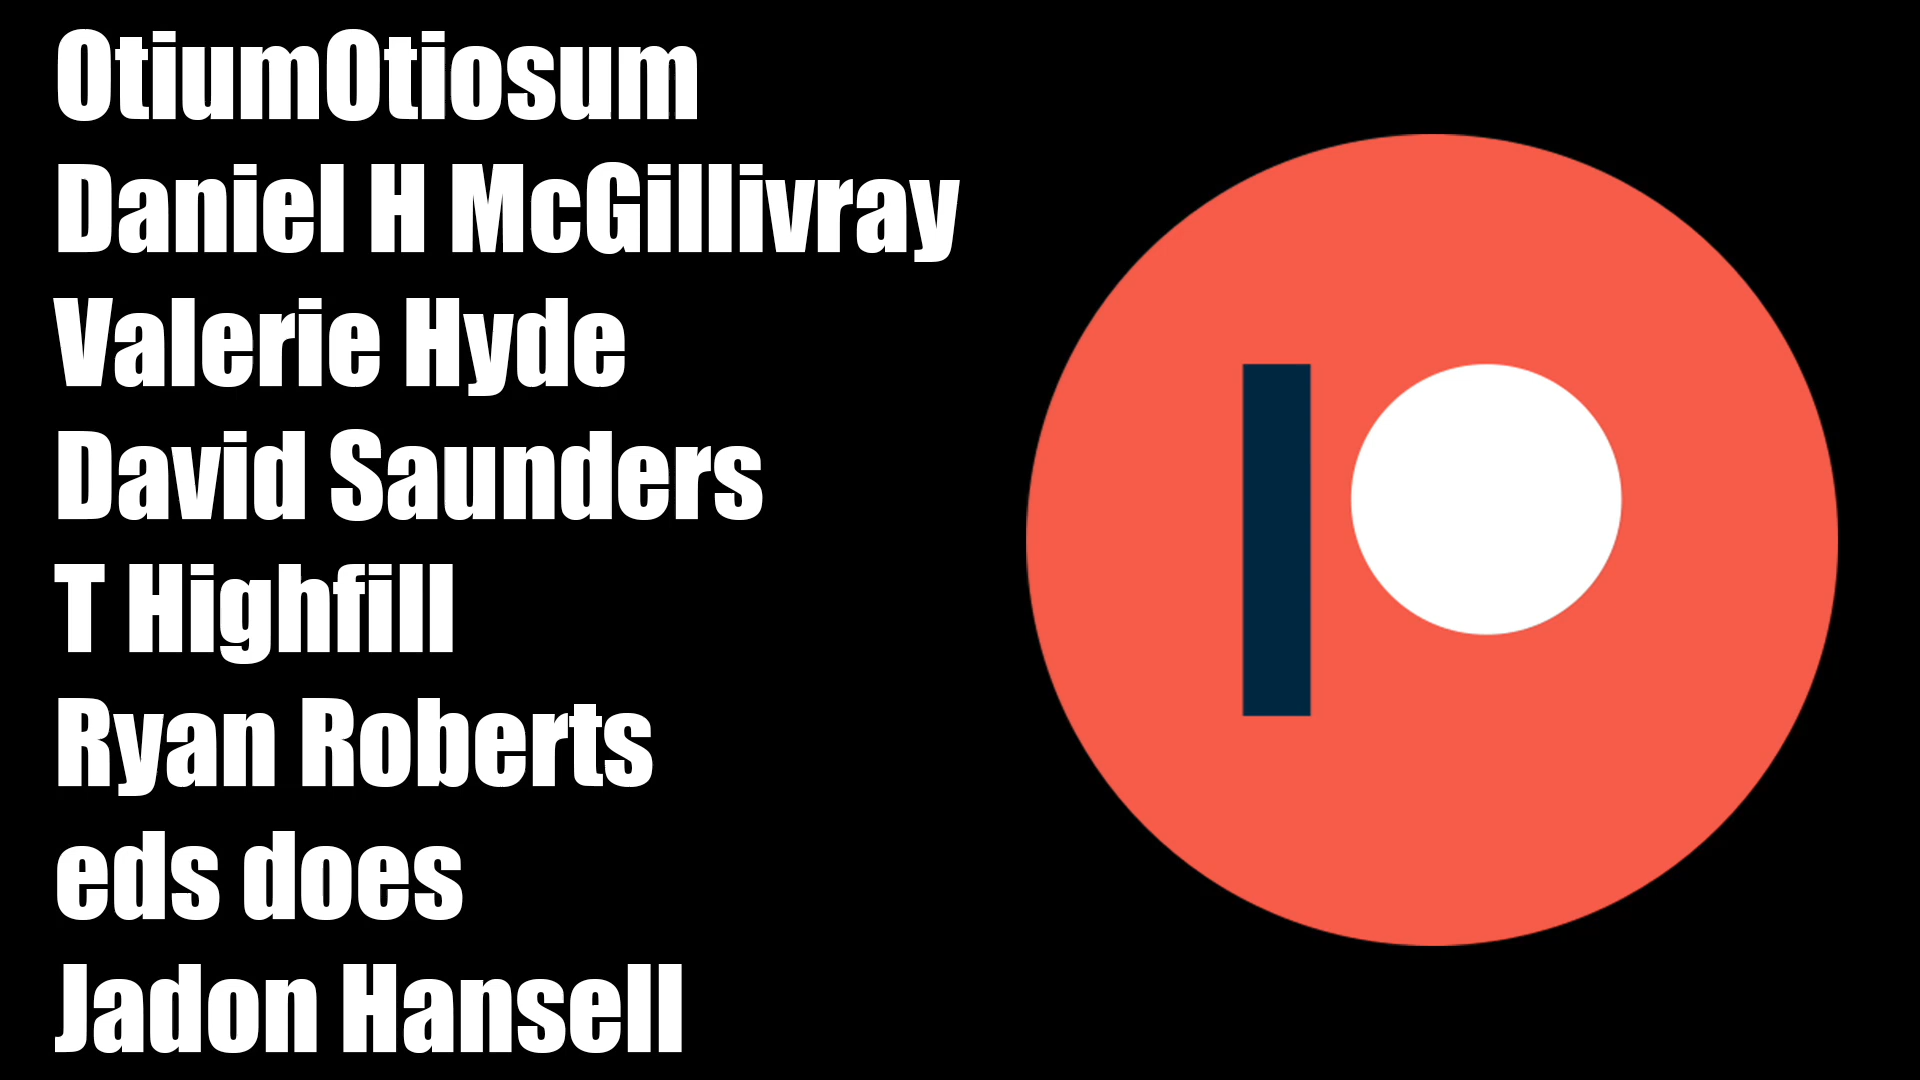 OtiumOtiosum
Daniel H McGillivray
Valerie Hyde
David Saunders
T Highfill
Ryan Roberts
eds does
Jadon Hansell